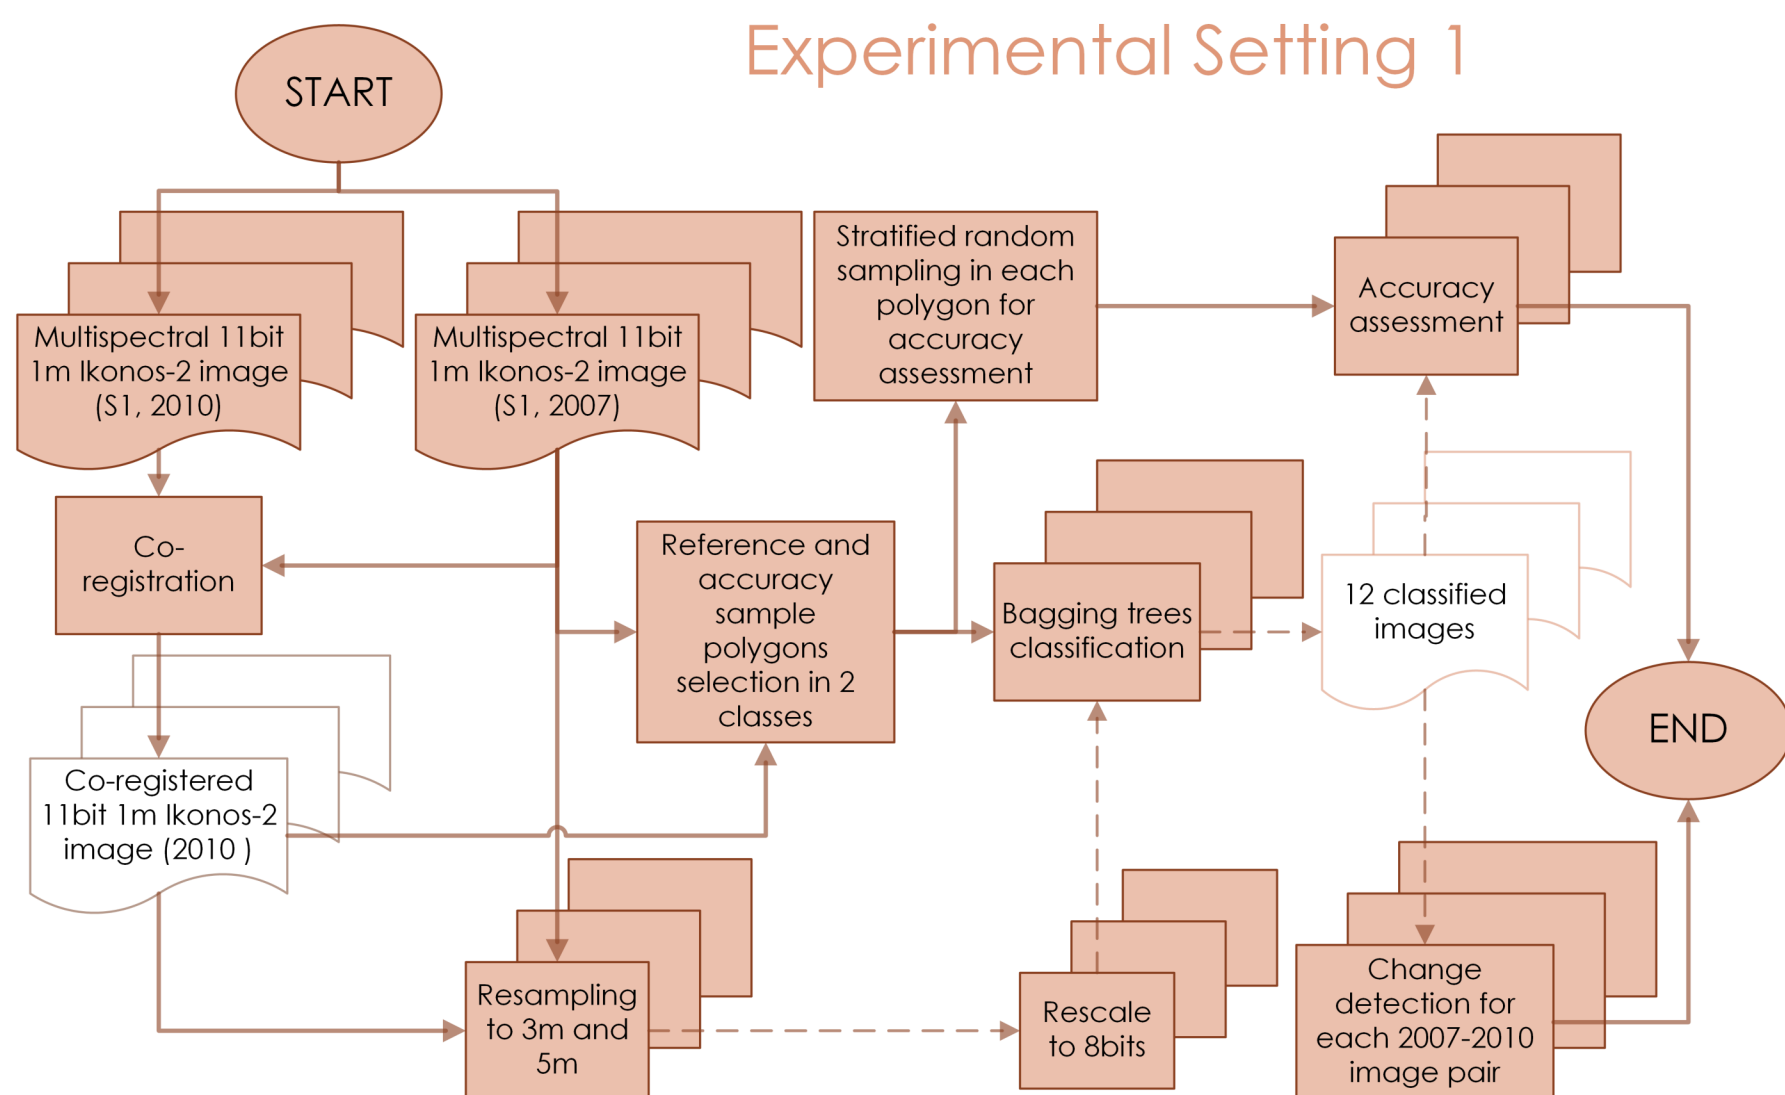 Experimental Setting 1
START
Multispectral 11bit
1m Ikonos-2 image
(S1, 2010)
Multispectral 11bit
1m Ikonos-2 image
(S1, 2007)
Stratified random
sampling in each
polygon for
accuracy
assessment
Accuracy
assessment
Co-
registration
Reference and
accuracy
sample
polygons
selection in 2
classes
Bagging trees
classification
12 classified
images
END
Co-registered
11bit 1m Ikonos-2
image (2010 )
Resampling
to 3m and
5m
Rescale
to 8bits
Change
detection for
each 2007-2010
image pair